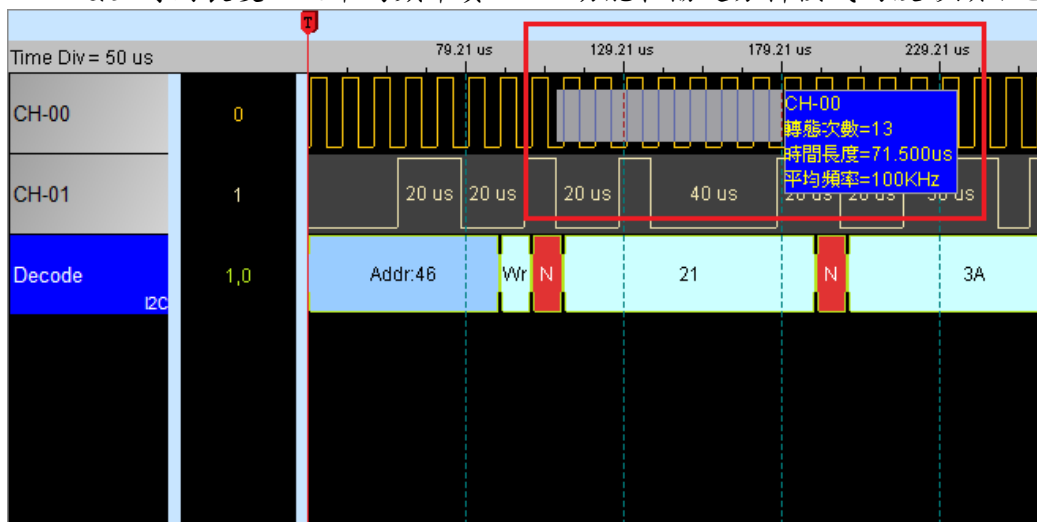 T
Time Div = 50 us
79.21 us 129.21 us 179.21 us 229.21 us
CH-00 0
CH-00
轉態次數=13
時間長度=71.500us
平均頻率=100KHz
CH-01 1 20 us 20 us 20 us 40 us 20 us 20 us us
Decode 1,0 Addr:46 Wr N 21 N 3A
I2C